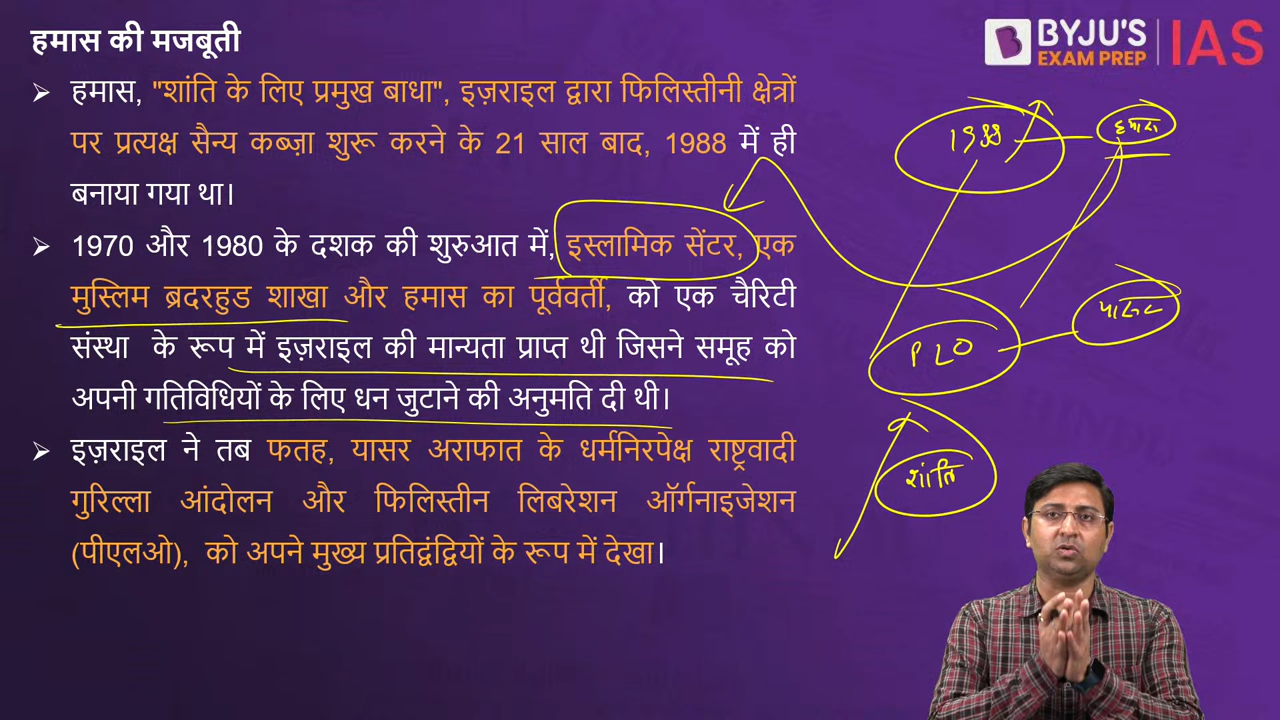 हमास की मजबूती
BYJU'S
EXAM PREP
IAS
➢ हमास, "शांति के लिए प्रमुख बाधा", इज़राइल द्वारा फिलिस्तीनी क्षेत्रों
पर प्रत्यक्ष सैन्य कब्ज़ा शुरू करने के 21 साल बाद, 1988 में ही
बनाया गया था।
➢ 1970 और 1980 के दशक की शुरुआत में, इस्लामिक सेंटर, एक
मुस्लिम ब्रदरहुड शाखा और हमास का पूर्ववर्ती, को एक चैरिटी
संस्था के रूप में इज़राइल की मान्यता प्राप्त थी जिसने समूह को
अपनी गतिविधियों के लिए धन जुटाने की अनुमति दी थी।
➢ इज़राइल ने तब फतह, यासर अराफात के धर्मनिरपेक्ष राष्ट्रवादी
गुरिल्ला आंदोलन और फिलिस्तीन लिबरेशन ऑर्गनाइजेशन
(पीएलओ), को अपने मुख्य प्रतिद्वंद्वियों के रूप में देखा।
1988
हमास
PLO
शांति